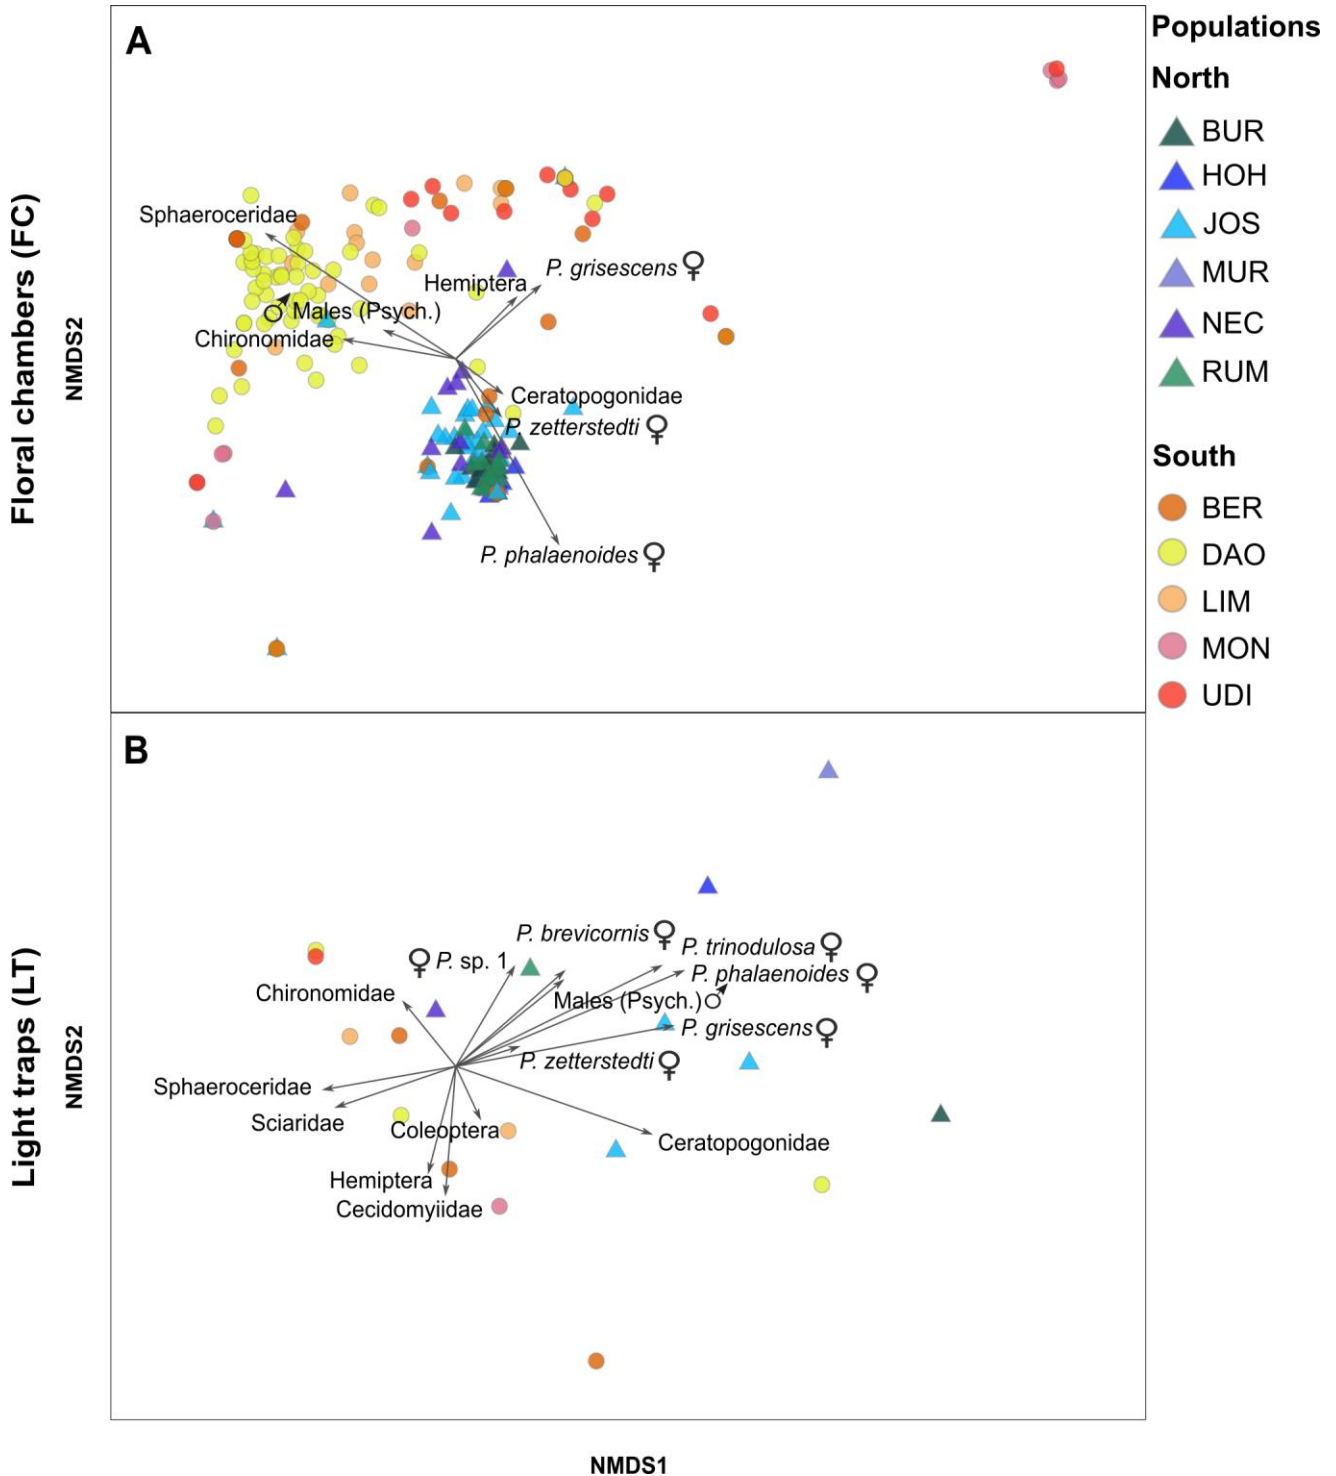 A
Floral chambers (FC)
NMDS2
Sphaeroceridae
Hemiptera
P. grisescens ♀
♂ Males (Psych.)
Chironomidae
Ceratopogonidae
P. zetterstedti ♀
P. phalaenoides ♀
Populations
North
BUR
HOH
JOS
MUR
NEC
RUM
South
BER
DAO
LIM
MON
UDI
B
Light traps (LT)
NMDS2
P. brevicornis ♀
♀ P. sp. 1
P. trinodulosa ♀
P. phalaenoides ♀
Chironomidae
Males (Psych.) ♂
P. grisescens ♀
P. zetterstedti ♀
Sphaeroceridae
Sciaridae
Coleoptera
Ceratopogonidae
Hemiptera
Cecidomyiidae
NMDS1